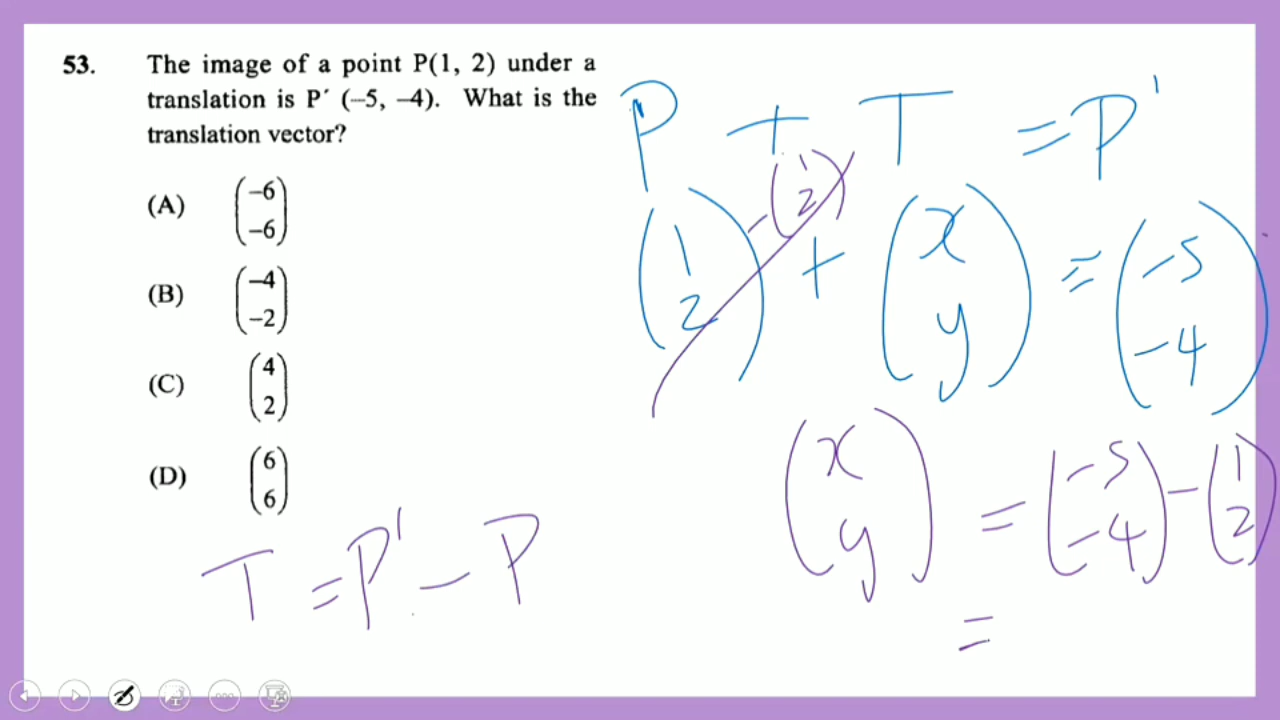 53. The image of a point P(1, 2) under a
translation is P´ (–5, –4). What is the
translation vector?
(A) (–6
–6)
(B) (–4
–2)
(C) (4
2)
(D) (6
6)
P + T = P'
-(1
2)
(1
2) + (x
y) = (-5
-4)
(x
y) = (-5
-4) - (1
2)
=
T = P' - P